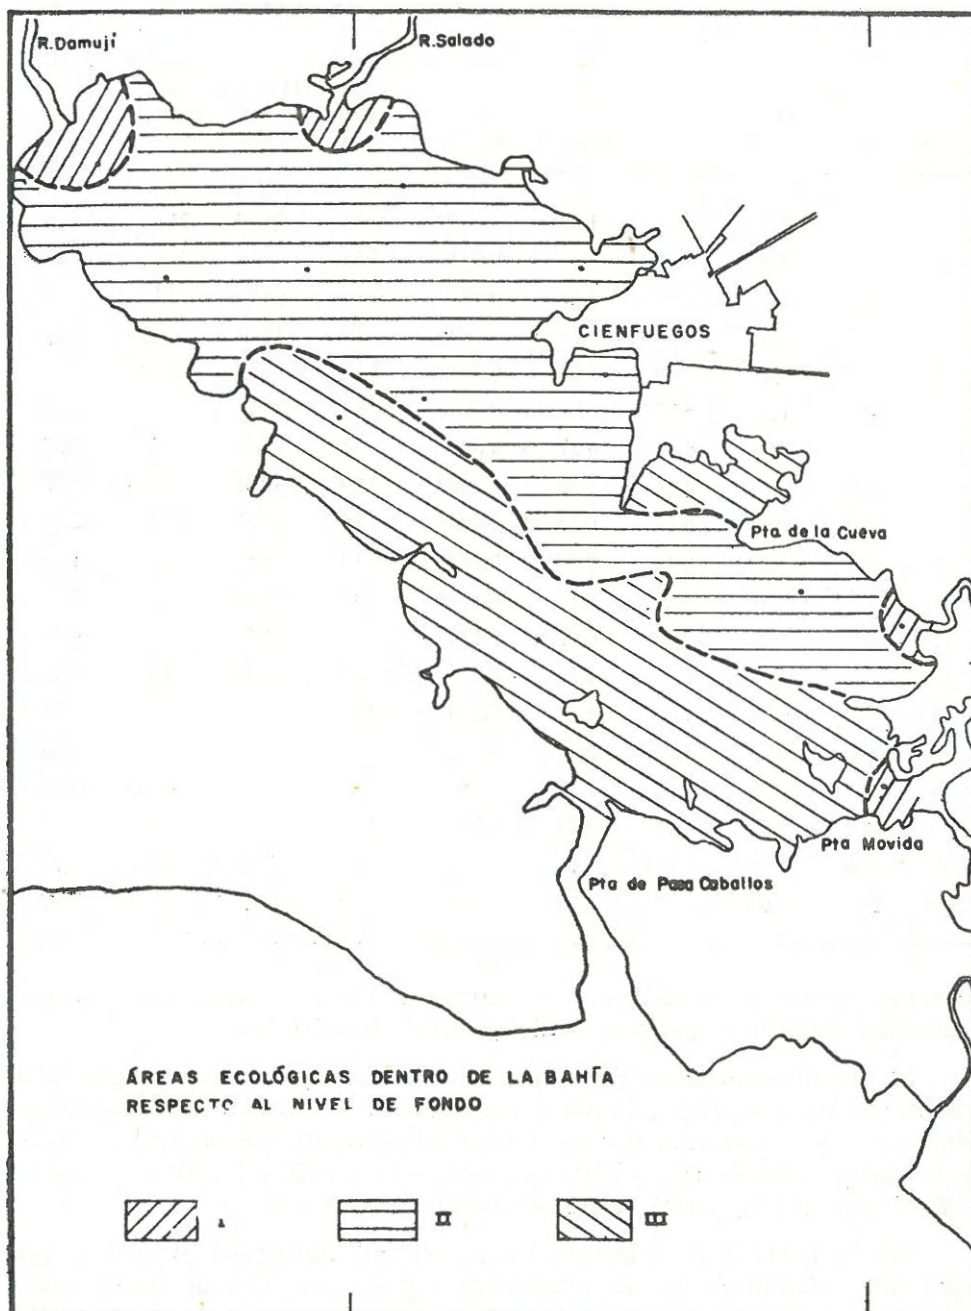 R. Damují
R. Salado
CIENFUEGOS
Pta. de la Cueva
Pta Movida
Pta de Pasa Caballos
ÁREAS ECOLÓGICAS DENTRO DE LA BAHÍA
RESPECTO AL NIVEL DE FONDO
I II III